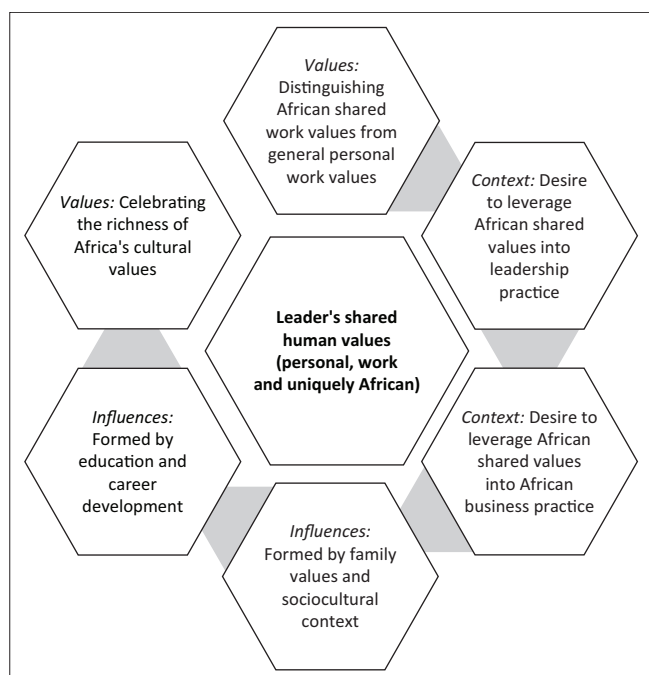 Values:
Distinguishing
African shared
work values from
general personal
work values
Context: Desire
to leverage
African shared
values into
leadership
practice
Context: Desire to
leverage African
shared values
into African
business practice
Influences:
Formed by family
values and
sociocultural
context
Influences:
Formed by
education and
career
development
Values: Celebrating
the richness of
Africa's cultural
values
Leader's shared
human values
(personal, work
and uniquely African)